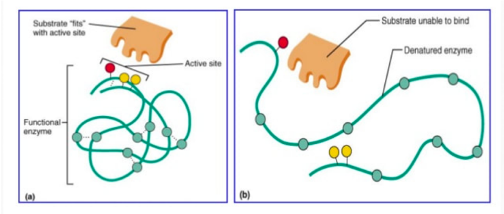 Substrate "fits"
with active site
Active site
Functional
enzyme
(a)
Substrate unable to bind
Denatured enzyme
(b)